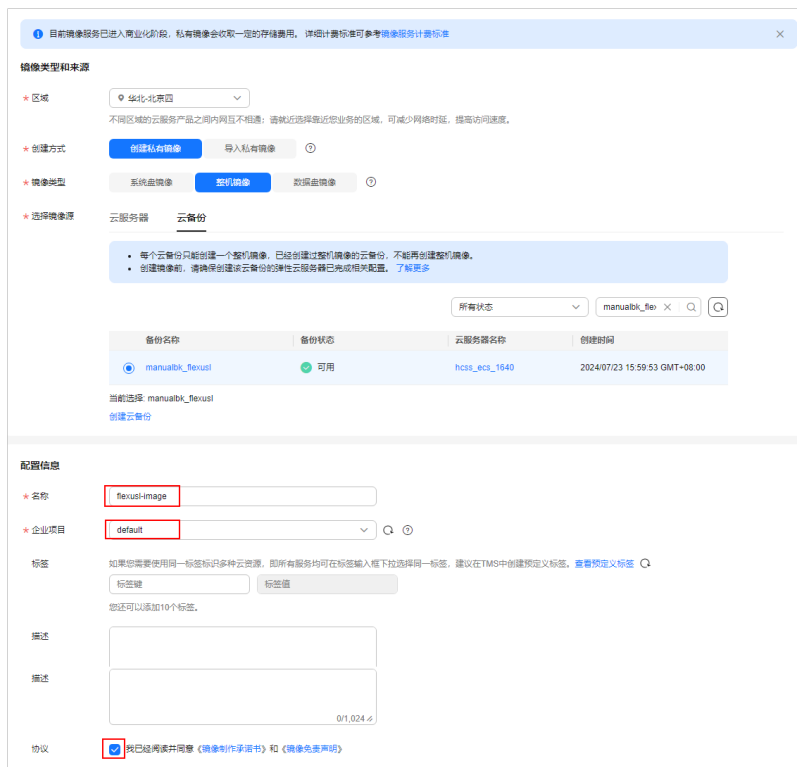 目前镜像服务已进入商业化阶段，私有镜像会收取一定的存储费用。 详细计费标准可参考镜像服务计费标准
镜像类型和来源
★ 区域 华北-北京四
不同区域的云服务产品之间内网互不相通；请就近选择靠近您业务的区域，可减少网络时延，提高访问速度。
★ 创建方式 创建私有镜像 导入私有镜像
★ 镜像类型 系统盘镜像 整机镜像 数据盘镜像
★ 选择镜像源 云服务器 云备份
• 每个云备份只能创建一个整机镜像，已经创建过整机镜像的云备份，不能再创建整机镜像。
• 创建镜像前，请确保创建该云备份的弹性云服务器已完成相关配置。 了解更多
所有状态 manualbk_flex
备份名称 备份状态 云服务器名称 创建时间
manualbk_flexusl 可用 hcss_ecs_1640 2024/07/23 15:59:53 GMT+08:00
当前选择: manualbk_flexusl
创建云备份
配置信息
★ 名称 flexusl-image
★ 企业项目 default
标签 如果您需要使用同一标签标识多种云资源，即所有服务均可在标签输入框下拉选择同一标签，建议在TMS中创建预定义标签。 查看预定义标签
标签键 标签值
您还可以添加10个标签。
描述
描述
0/1,024
协议 我已经阅读并同意《镜像制作承诺书》和《镜像免责声明》